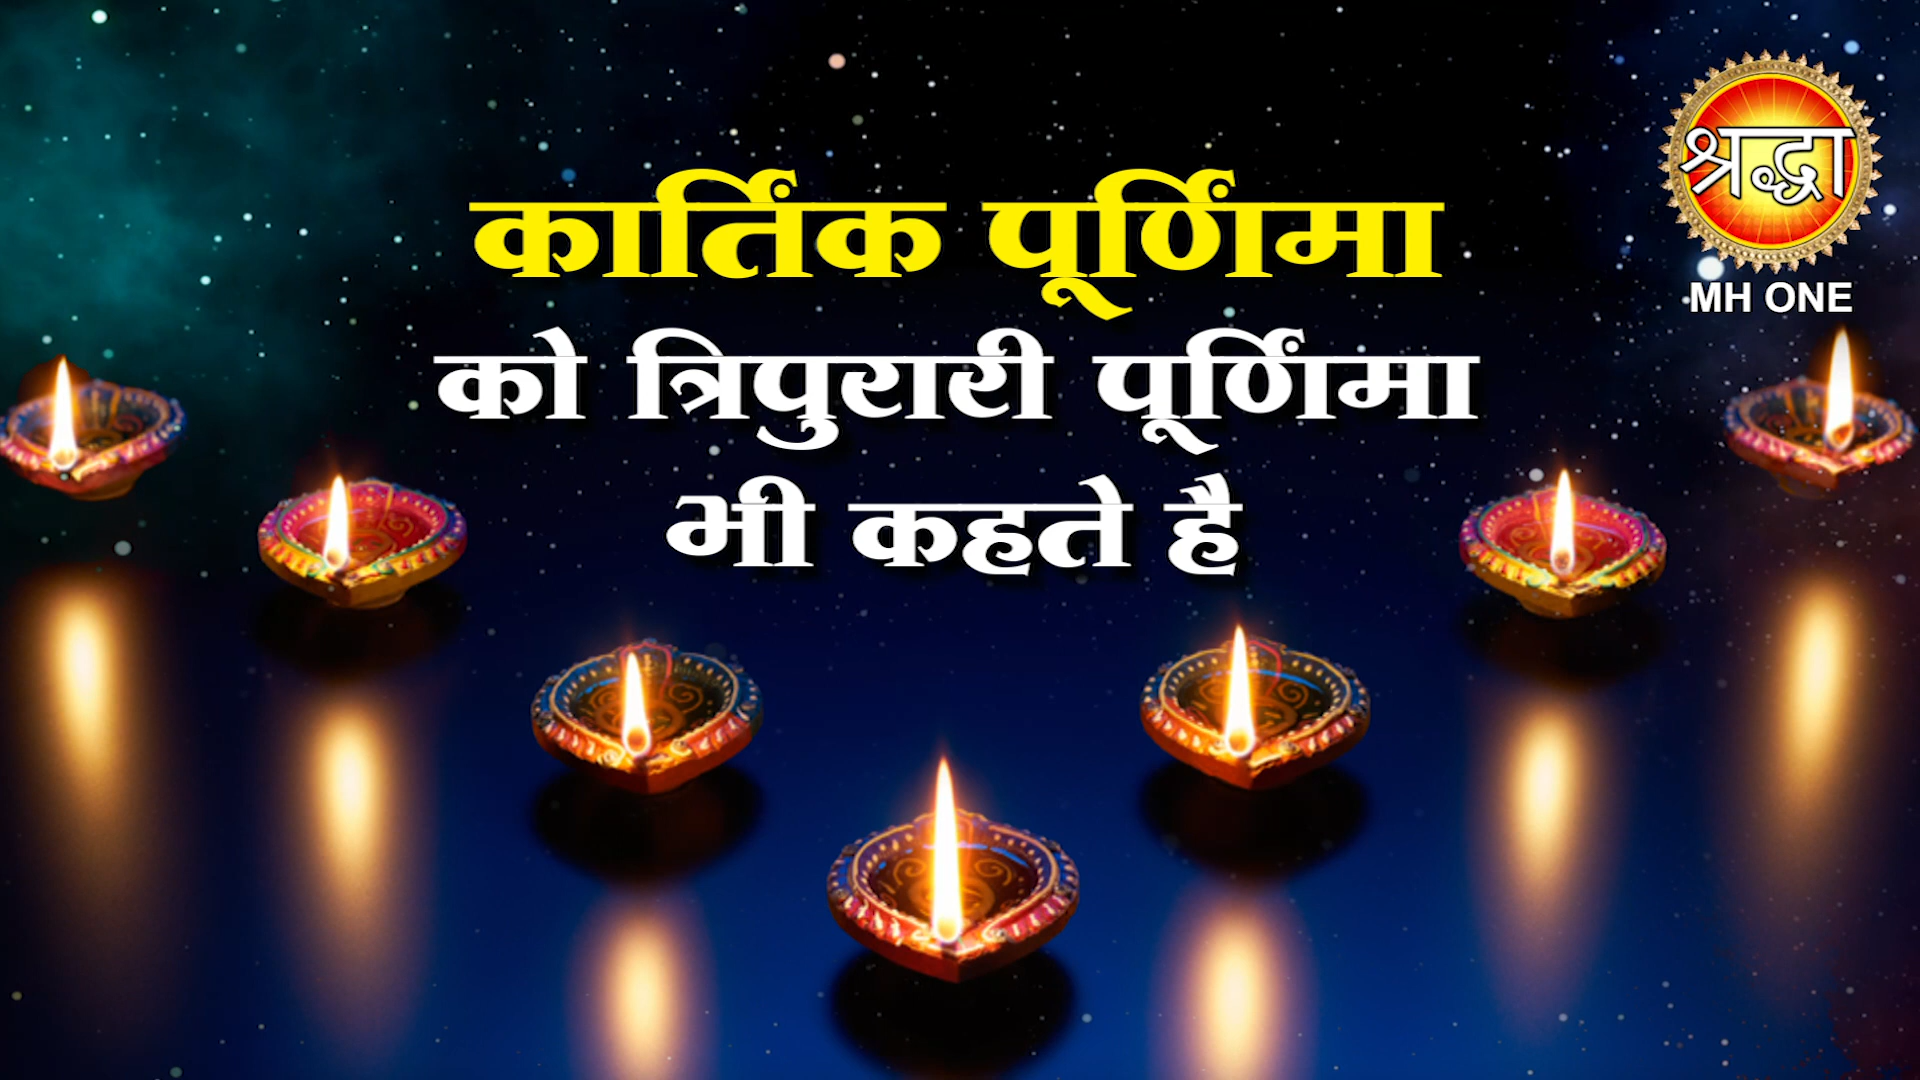 कार्तिक पूर्णिमा
को त्रिपुरारी पूर्णिमा
भी कहते है
श्रद्धा
MH ONE